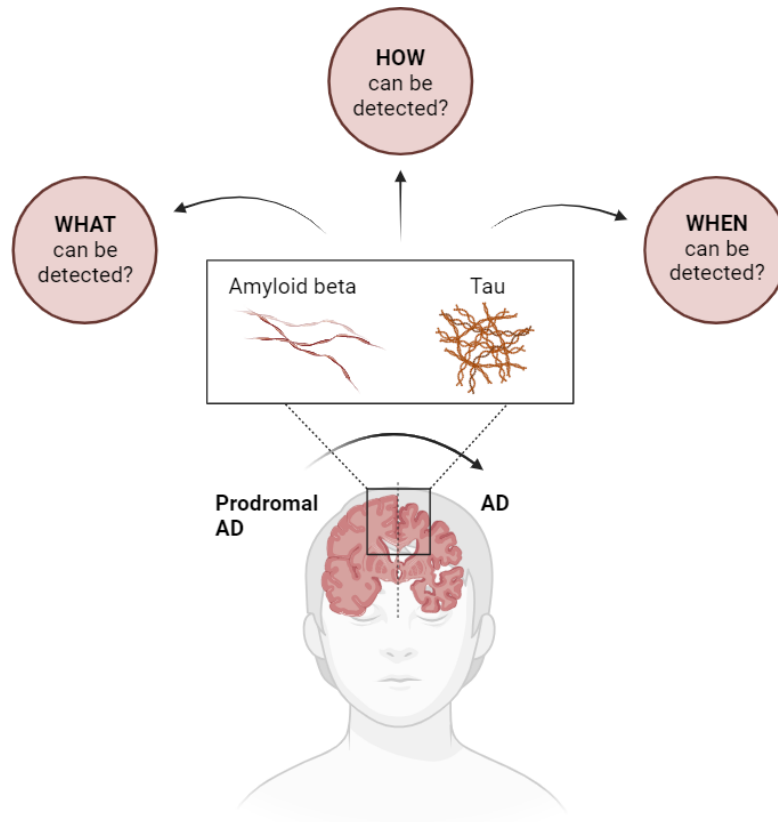 HOW
can be
detected?
WHAT
can be
detected?
WHEN
can be
detected?
Amyloid beta
Tau
Prodromal
AD
AD